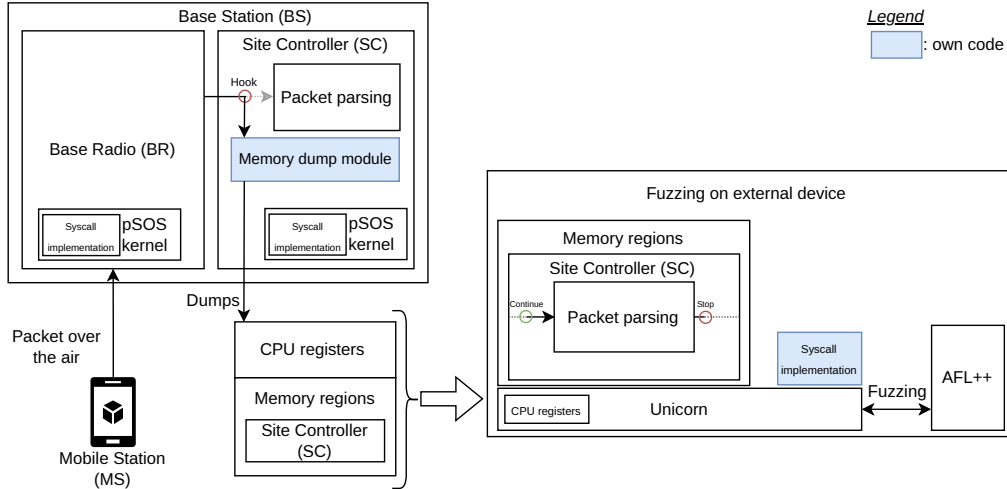 Base Station (BS)
Legend
: own code
Site Controller (SC)
Hook
Packet parsing
Base Radio (BR)
Memory dump module
Syscall
implementation
pSOS
kernel
Syscall
implementation
pSOS
kernel
Dumps
Packet over
the air
Mobile Station
(MS)
CPU registers
Memory regions
Site Controller
(SC)
Fuzzing on external device
Memory regions
Site Controller (SC)
Continue
Packet parsing
Stop
Syscall
implementation
CPU registers
Unicorn
Fuzzing
AFL++